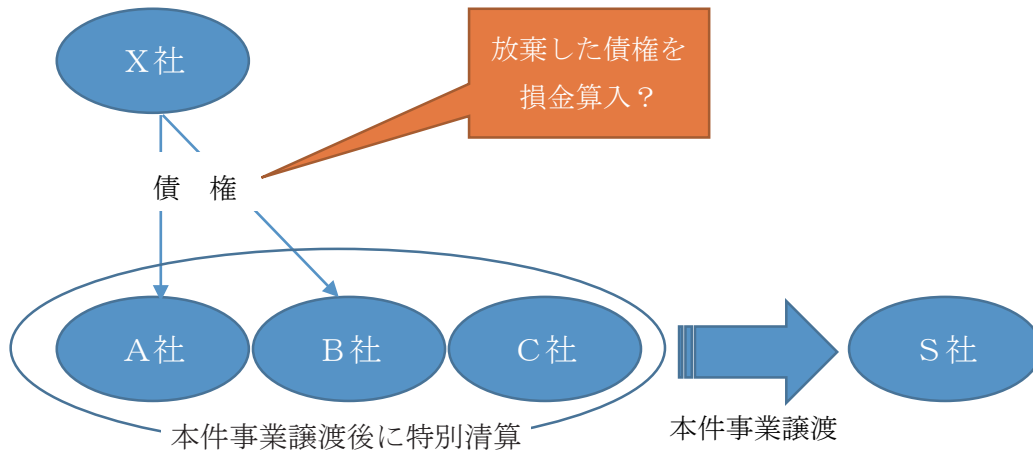 X社
放棄した債権を
損金算入？
債　権
A社
B社
C社
S社
本件事業譲渡
本件事業譲渡後に特別清算